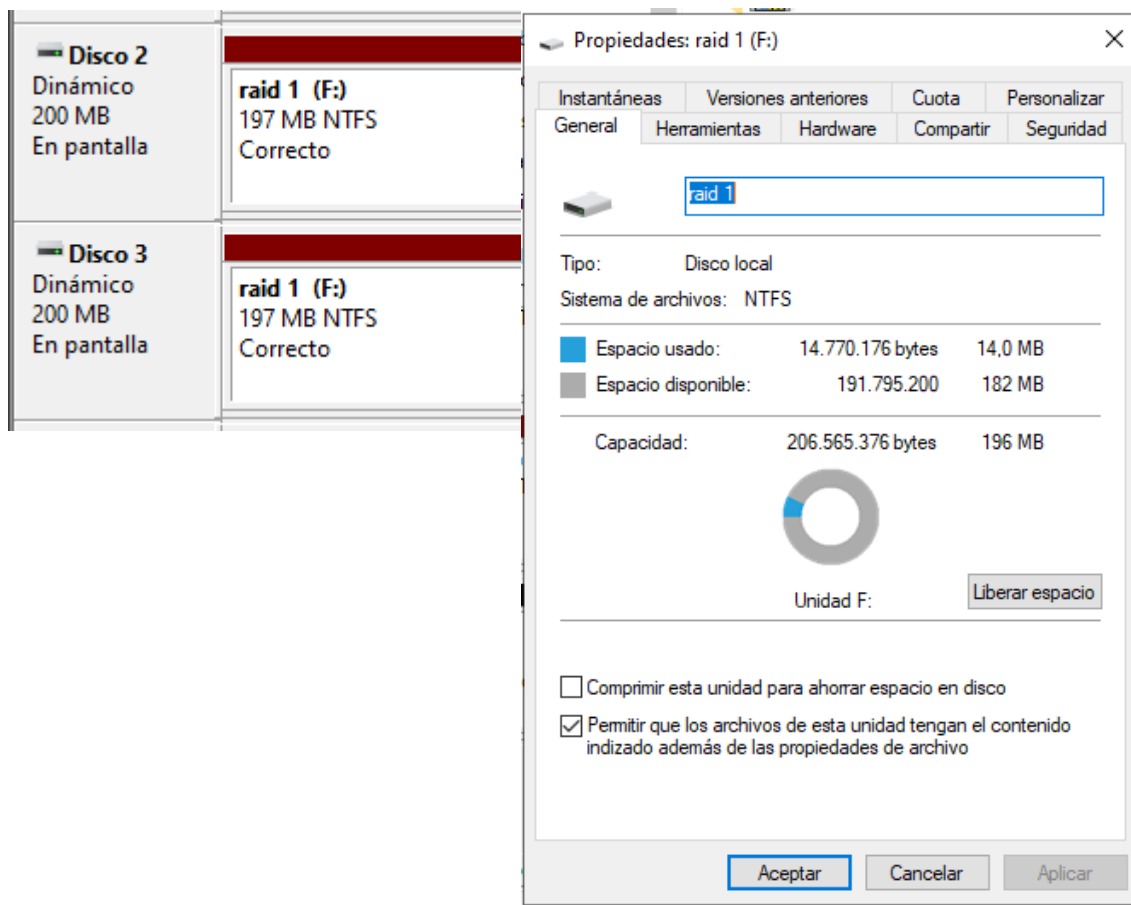 Disco 2
Dinámico
200 MB
En pantalla
raid 1 (F:)
197 MB NTFS
Correcto
Disco 3
Dinámico
200 MB
En pantalla
raid 1 (F:)
197 MB NTFS
Correcto
Propiedades: raid 1 (F:)
Instantáneas Versiones anteriores Cuota Personalizar
General Herramientas Hardware Compartir Seguridad
raid 1
Tipo: Disco local
Sistema de archivos: NTFS
Espacio usado: 14.770.176 bytes 14,0 MB
Espacio disponible: 191.795.200 182 MB
Capacidad: 206.565.376 bytes 196 MB
Unidad F:
Liberar espacio
Comprimir esta unidad para ahorrar espacio en disco
Permitir que los archivos de esta unidad tengan el contenido
indizado además de las propiedades de archivo
Aceptar Cancelar Aplicar